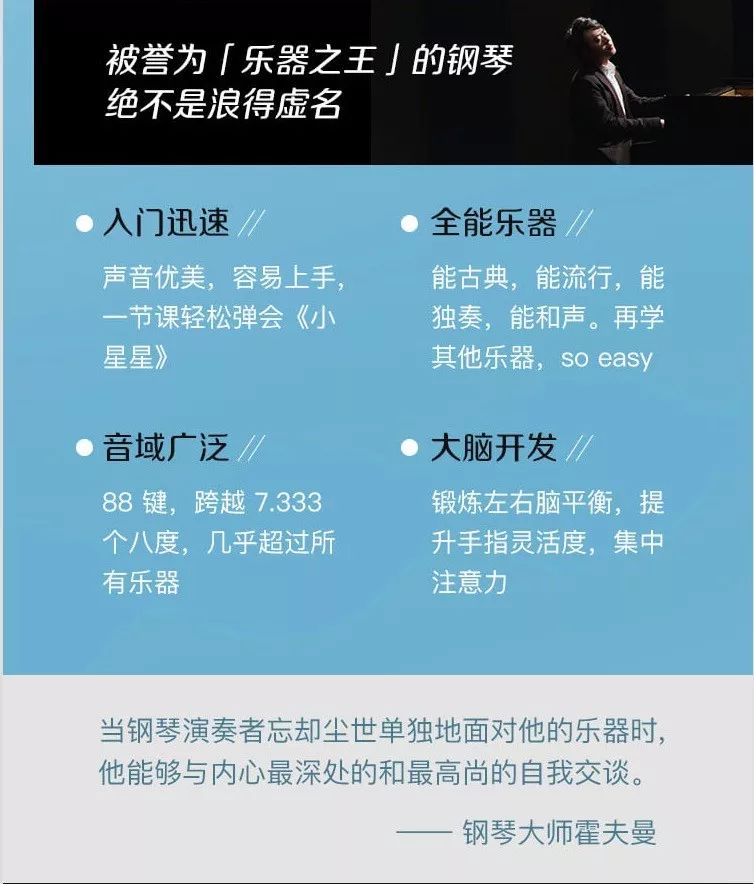 被誉为「乐器之王」的钢琴
绝不是浪得虚名
入门迅速 //
声音优美，容易上手，
一节课轻松弹会《小
星星》
全能乐器 //
能古典，能流行，能
独奏，能和声。再学
其他乐器，so easy
音域广泛 //
88 键，跨越 7.333
个八度，几乎超过所
有乐器
大脑开发 //
锻炼左右脑平衡，提
升手指灵活度，集中
注意力
当钢琴演奏者忘却尘世单独地面对他的乐器时,
他能够与内心最深处的和最高尚的自我交谈。
—— 钢琴大师霍夫曼